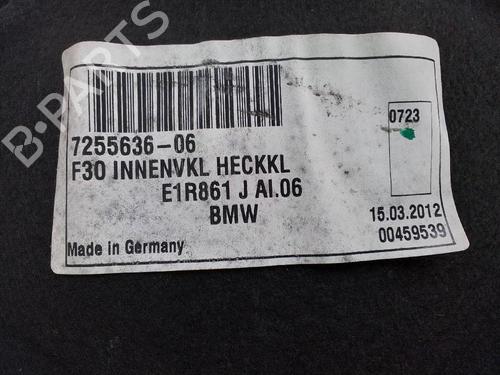 B-PARTS
7255636-06
0723
F30 INNENVKL HECKKL
E1R861 J AI.06
BMW
15.03.2012
Made in Germany
00459539